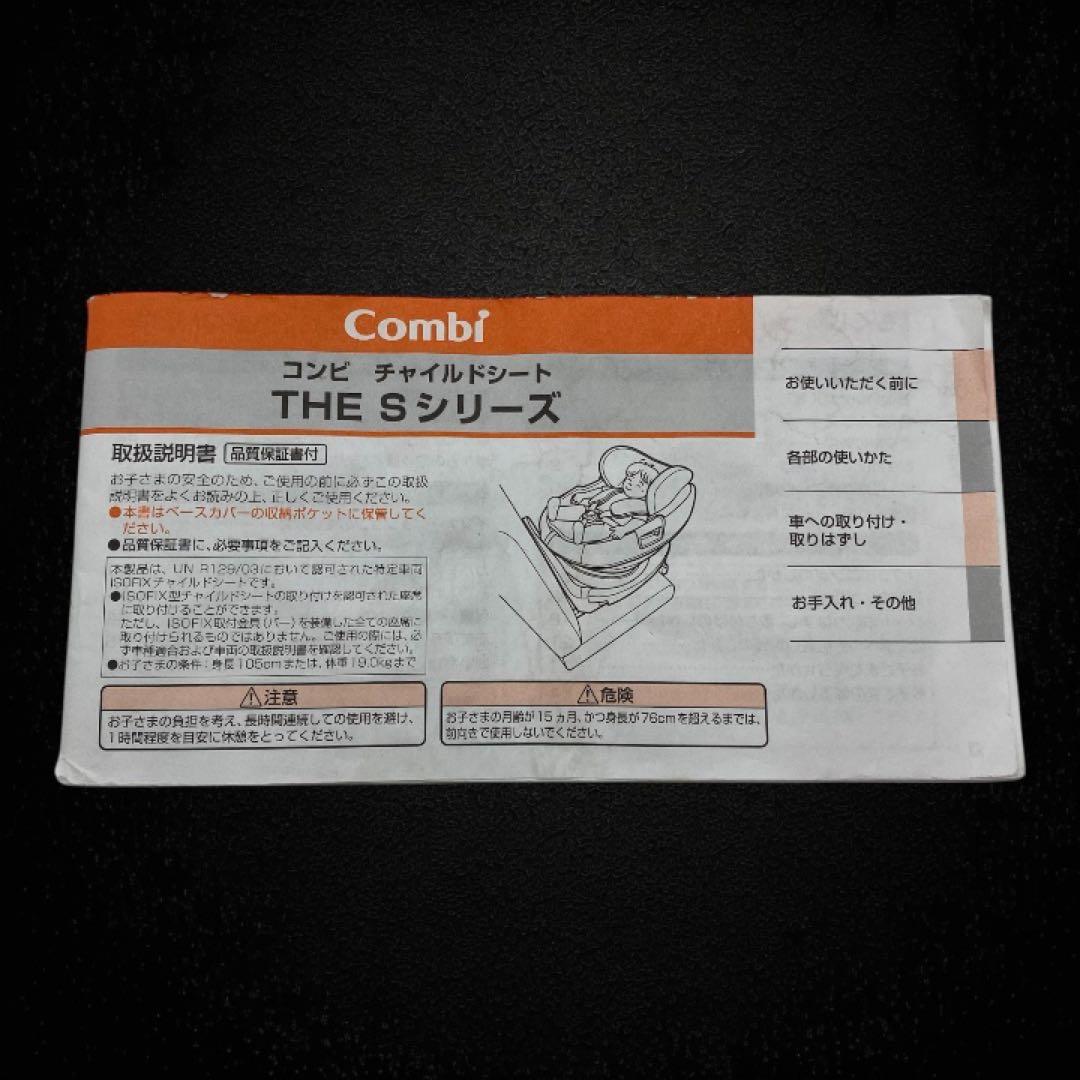 Combi
コンビ チャイルドシート
THE Sシリーズ
取扱説明書 品質保証書付
お子さまの安全のため、ご使用の前に必ずこの取扱
説明書をよくお読みの上、正しくご使用ください。
●本書はベースカバーの収納ポケットに保管してく
ださい。
●品質保証書に、必要事項をご記入ください。
本製品は、UN R129/03において認可された特定車両
ISOFIXチャイルドシートです。
●ISOFIX型チャイルドシートの取り付けを認可された座席
に取り付けることができます。
ただし、ISOFIX取付金具(バー)を装備した全ての座席に
取り付けられるものではありません。ご使用の際には、必
ず車種適合および車両の取扱説明書を確認してください。
●お子さまの条件：身長105cmまたは、体重19.0kgまで
⚠注意
お子さまの負担を考え、長時間連続しての使用を避け、
1時間程度を目安に休憩をとってください。
⚠危険
お子さまの月齢が15ヵ月、かつ身長が76cmを超えるまでは、
前向きで使用しないでください。
お使いいただく前に
各部の使いかた
車への取り付け・
取りはずし
お手入れ・その他